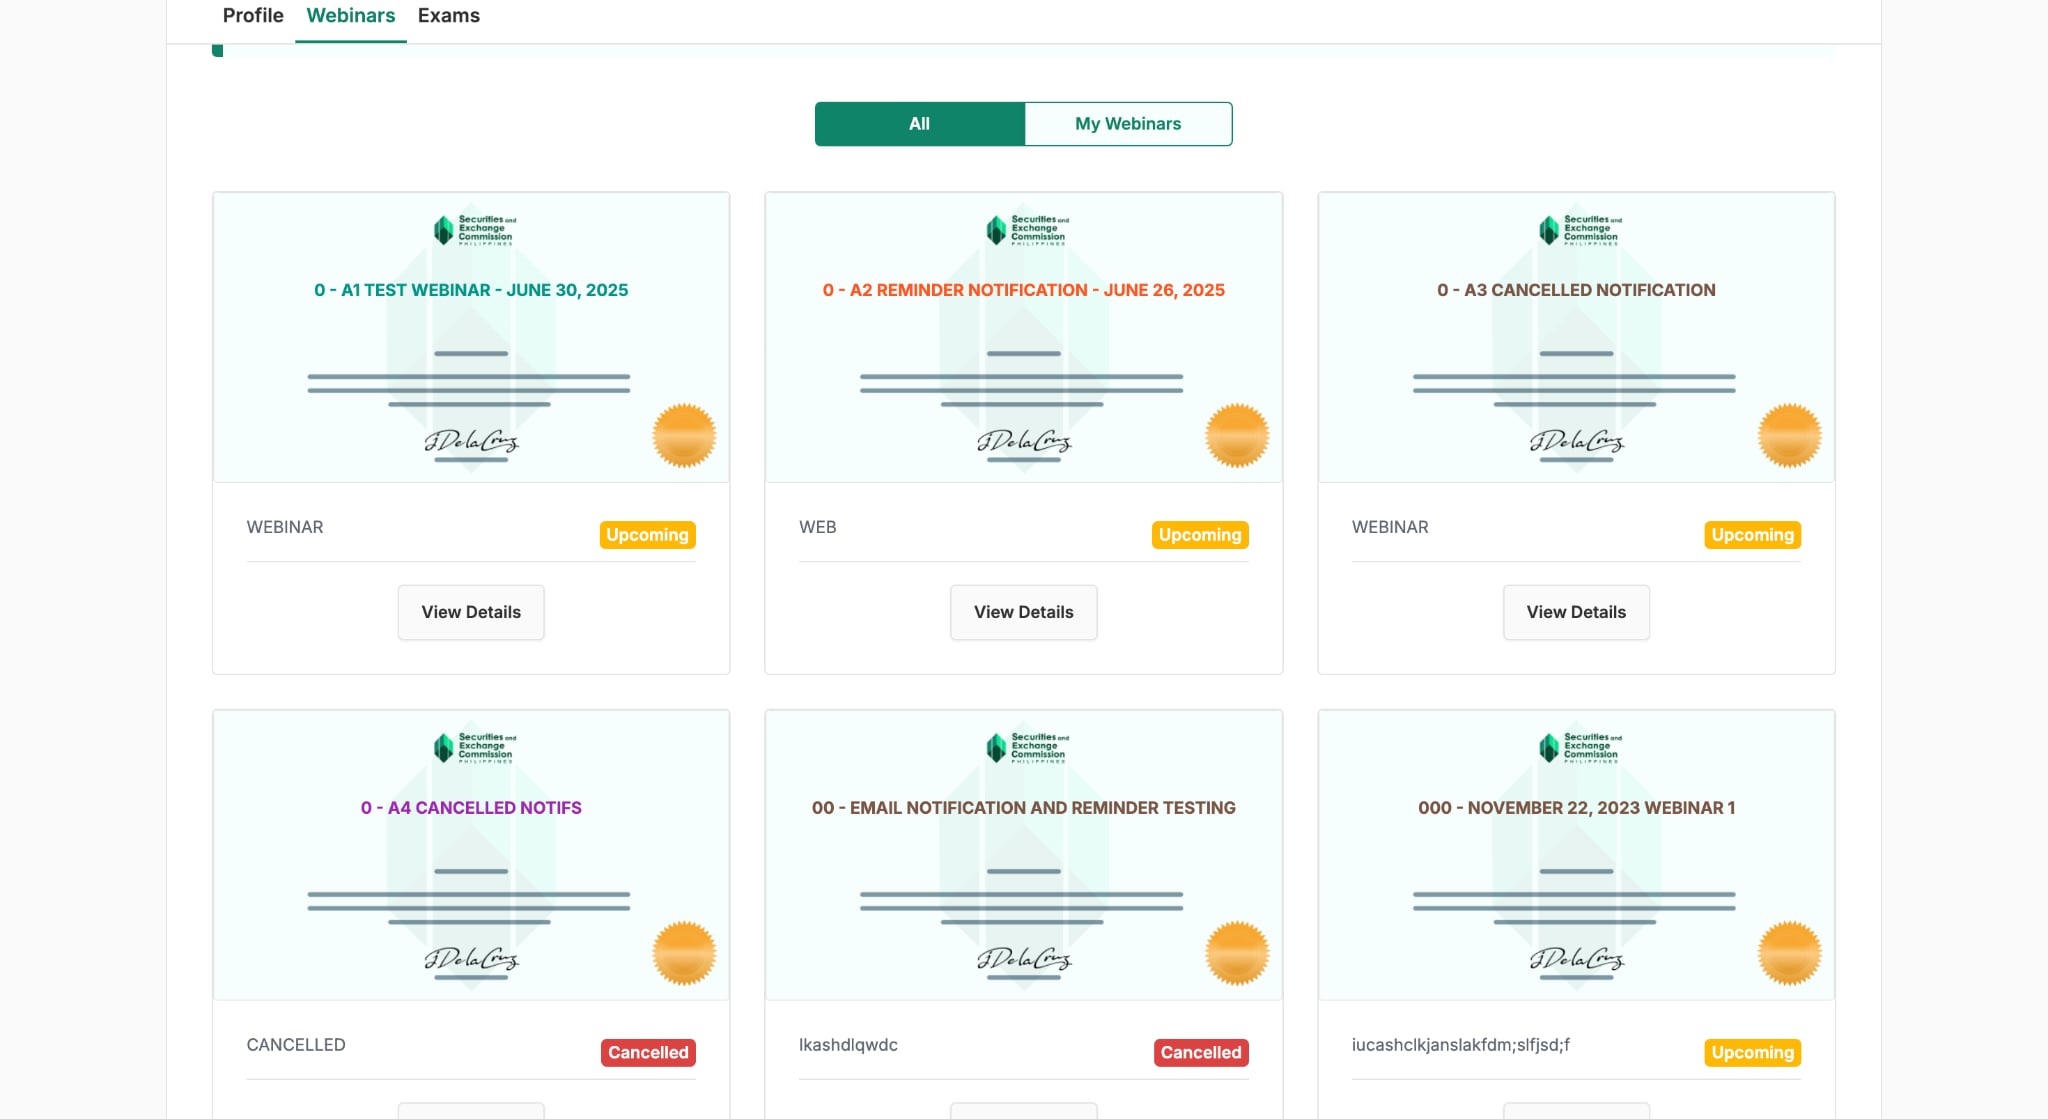 Profile Webinars Exams
All My Webinars
Securities and
Exchange
Commission
PHILIPPINES
0 - A1 TEST WEBINAR - JUNE 30, 2025
JDelaCruz
WEBINAR
Upcoming
View Details
Securities and
Exchange
Commission
PHILIPPINES
0 - A2 REMINDER NOTIFICATION - JUNE 26, 2025
JDelaCruz
WEB
Upcoming
View Details
Securities and
Exchange
Commission
PHILIPPINES
0 - A3 CANCELLED NOTIFICATION
JDelaCruz
WEBINAR
Upcoming
View Details
Securities and
Exchange
Commission
PHILIPPINES
0 - A4 CANCELLED NOTIFS
JDelaCruz
CANCELLED
Cancelled
Securities and
Exchange
Commission
PHILIPPINES
00 - EMAIL NOTIFICATION AND REMINDER TESTING
JDelaCruz
lkashdlqwdc
Cancelled
Securities and
Exchange
Commission
PHILIPPINES
000 - NOVEMBER 22, 2023 WEBINAR 1
JDelaCruz
iucashclkjanslakfdm;slfjsd;f
Upcoming